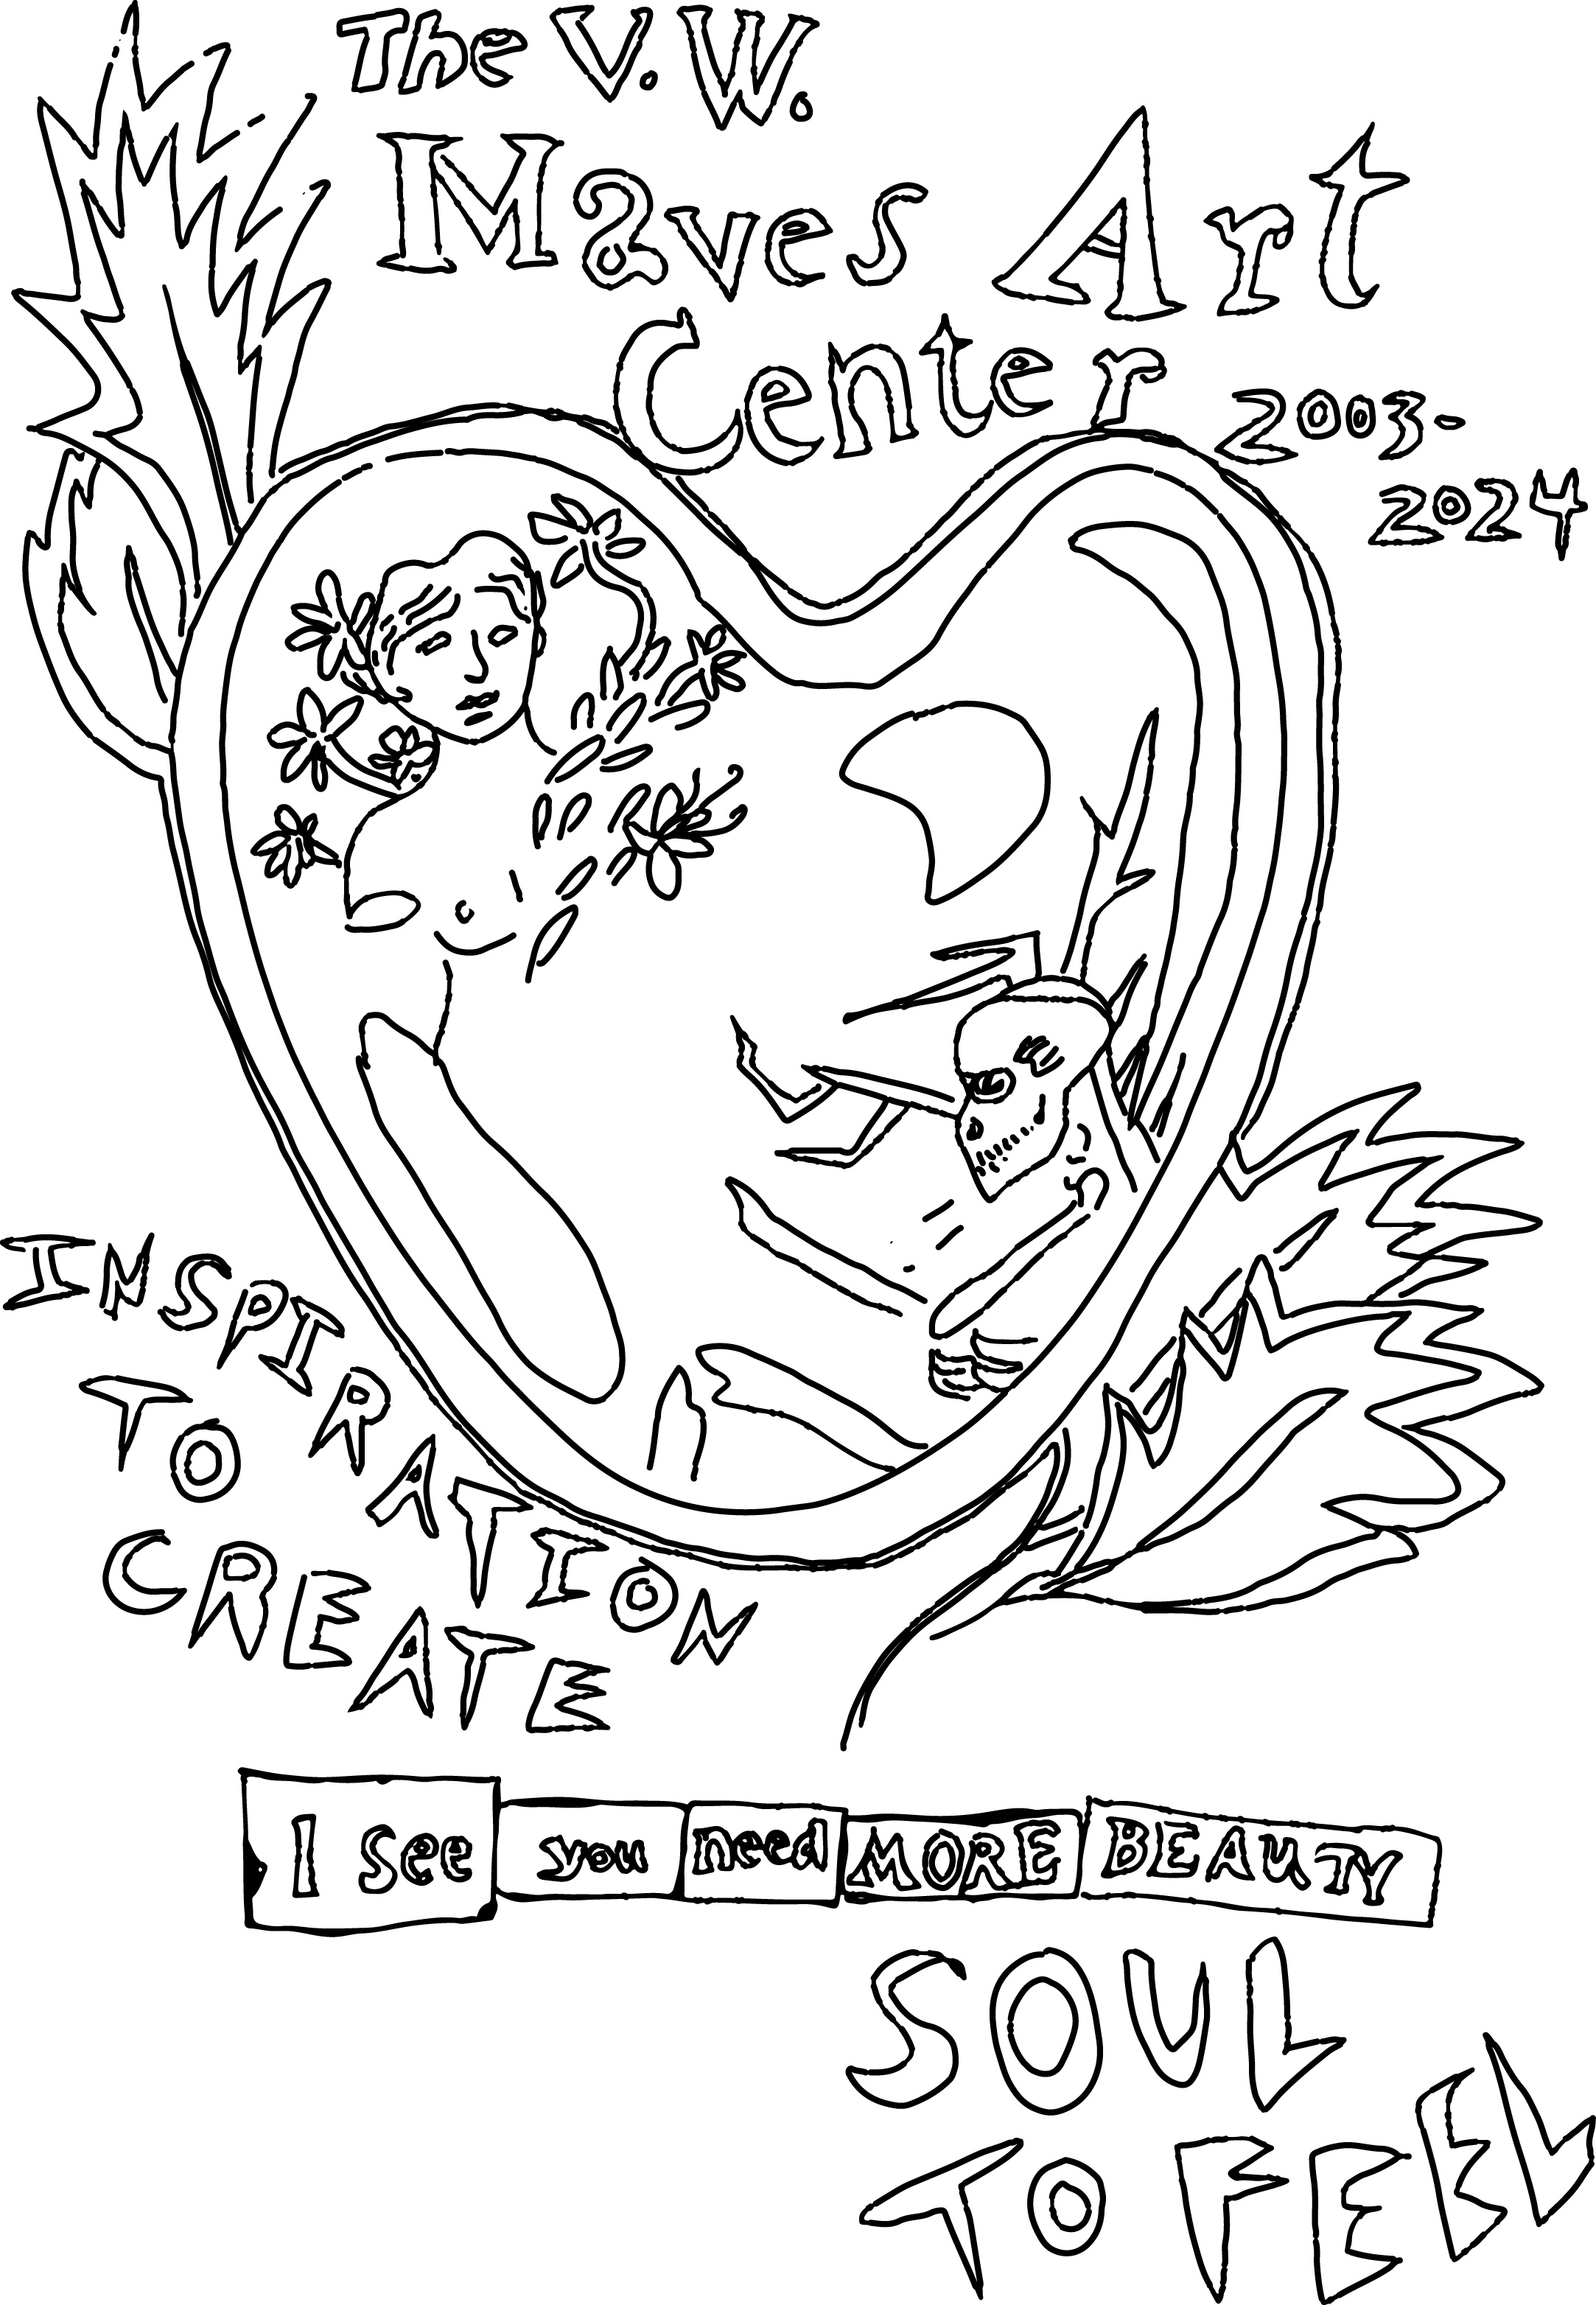 The V.W.
Maves Art
Center 2003-
2024
INSPIRATION
TO
CREATE
I see you need MORE BEAUTY
SOUL
TO FEEL